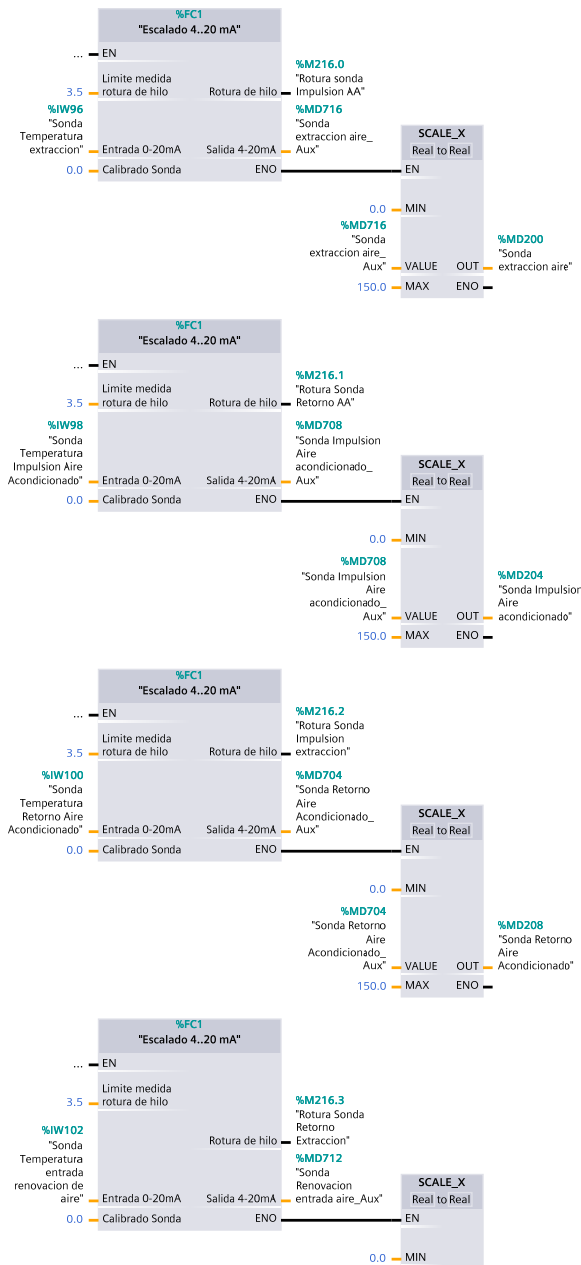 %FC1
"Escalado 4..20 mA"
... EN
Limite medida
3.5 rotura de hilo
Rotura de hilo
%M216.0
"Rotura sonda
Impulsion AA"
%IW96
"Sonda
Temperatura
extraccion"
Entrada 0-20mA
Salida 4-20mA
%MD716
"Sonda
extraccion aire_
Aux"
0.0 Calibrado Sonda
ENO
SCALE_X
Real to Real
EN
0.0 MIN
%MD716
"Sonda
extraccion aire_
Aux"
VALUE OUT
%MD200
"Sonda
extraccion aire"
150.0 MAX ENO
%FC1
"Escalado 4..20 mA"
... EN
Limite medida
3.5 rotura de hilo
Rotura de hilo
%M216.1
"Rotura Sonda
Retorno AA"
%IW98
"Sonda
Temperatura
Impulsion Aire
Acondicionado"
Entrada 0-20mA
Salida 4-20mA
%MD708
"Sonda Impulsion
Aire
acondicionado_
Aux"
0.0 Calibrado Sonda
ENO
SCALE_X
Real to Real
EN
0.0 MIN
%MD708
"Sonda Impulsion
Aire
acondicionado_
Aux"
VALUE OUT
%MD204
"Sonda Impulsion
Aire
acondicionado"
150.0 MAX ENO
%FC1
"Escalado 4..20 mA"
... EN
Limite medida
3.5 rotura de hilo
Rotura de hilo
%M216.2
"Rotura Sonda
Impulsion
extraccion"
%IW100
"Sonda
Temperatura
Retorno Aire
Acondicionado"
Entrada 0-20mA
Salida 4-20mA
%MD704
"Sonda Retorno
Aire
Acondicionado_
Aux"
0.0 Calibrado Sonda
ENO
SCALE_X
Real to Real
EN
0.0 MIN
%MD704
"Sonda Retorno
Aire
Acondicionado_
Aux"
VALUE OUT
%MD208
"Sonda Retorno
Aire
Acondicionado"
150.0 MAX ENO
%FC1
"Escalado 4..20 mA"
... EN
Limite medida
3.5 rotura de hilo
Rotura de hilo
%M216.3
"Rotura Sonda
Retorno
Extraccion"
%IW102
"Sonda
Temperatura
entrada
renovacion de
aire"
Entrada 0-20mA
Salida 4-20mA
%MD712
"Sonda
Renovacion
entrada aire_Aux"
0.0 Calibrado Sonda
ENO
SCALE_X
Real to Real
EN
0.0 MIN